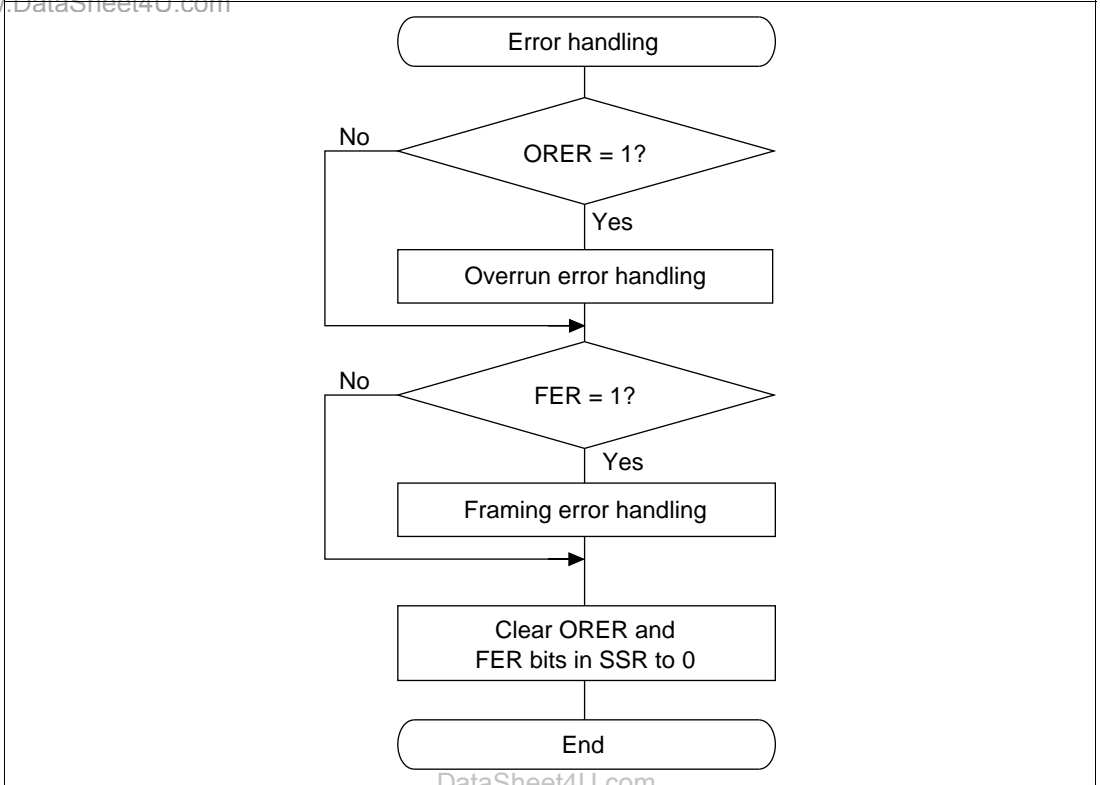 .DataSheet4U.com
Error handling
No
ORER = 1?
Yes
Overrun error handling
No
FER = 1?
Yes
Framing error handling
Clear ORER and
FER bits in SSR to 0
End
DataSheet4U.com